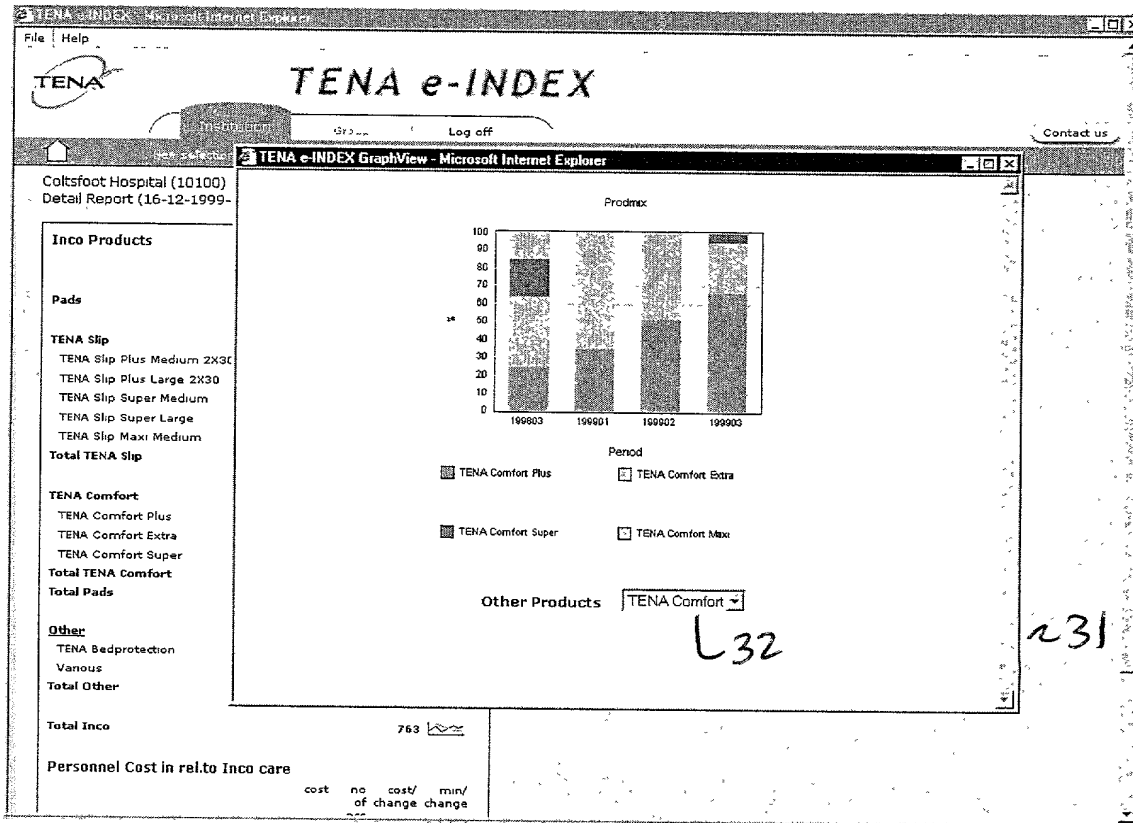 TENA e-INDEX - Microsoft Internet Explorer
File Help
TENA
TENA e-INDEX
Institution
Log off
Contact us
TENA e-INDEX GraphView - Microsoft Internet Explorer
Coltsfoot Hospital (10100)
Detail Report (16-12-1999-
Inco Products
Pads
TENA Slip
TENA Slip Plus Medium 2X30
TENA Slip Plus Large 2X30
TENA Slip Super Medium
TENA Slip Super Large
TENA Slip Maxi Medium
Total TENA Slip
TENA Comfort
TENA Comfort Plus
TENA Comfort Extra
TENA Comfort Super
Total TENA Comfort
Total Pads
Other
TENA Bedprotection
Various
Total Other
Total Inco 763
Personnel Cost in rel.to Inco care
cost no cost/ min/
of change change
Prodmix
100
90
80
70
60
50
40
30
20
10
0
199803 199901 199902 199903
Period
TENA Comfort Plus TENA Comfort Extra
TENA Comfort Super TENA Comfort Maxi
Other Products TENA Comfort
32
31